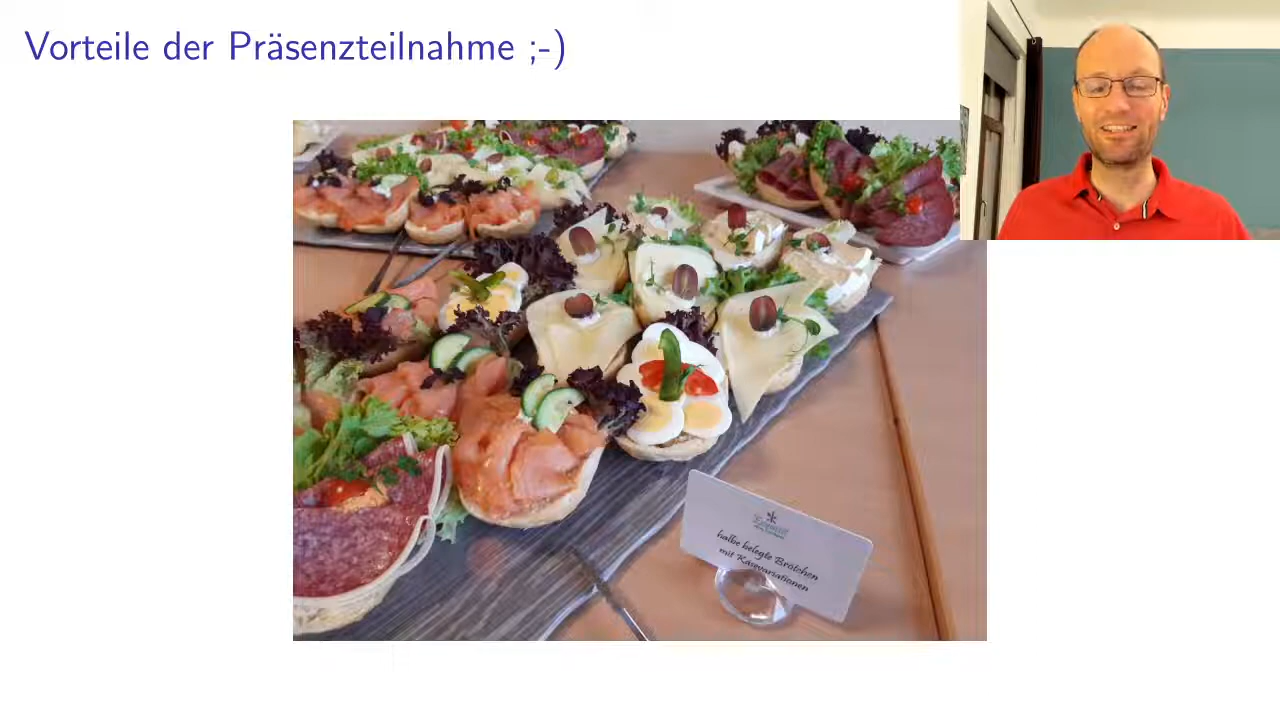 Vorteile der Präsenzteilnahme ;-)
halbe belegte Brötchen
mit Käsevariationen